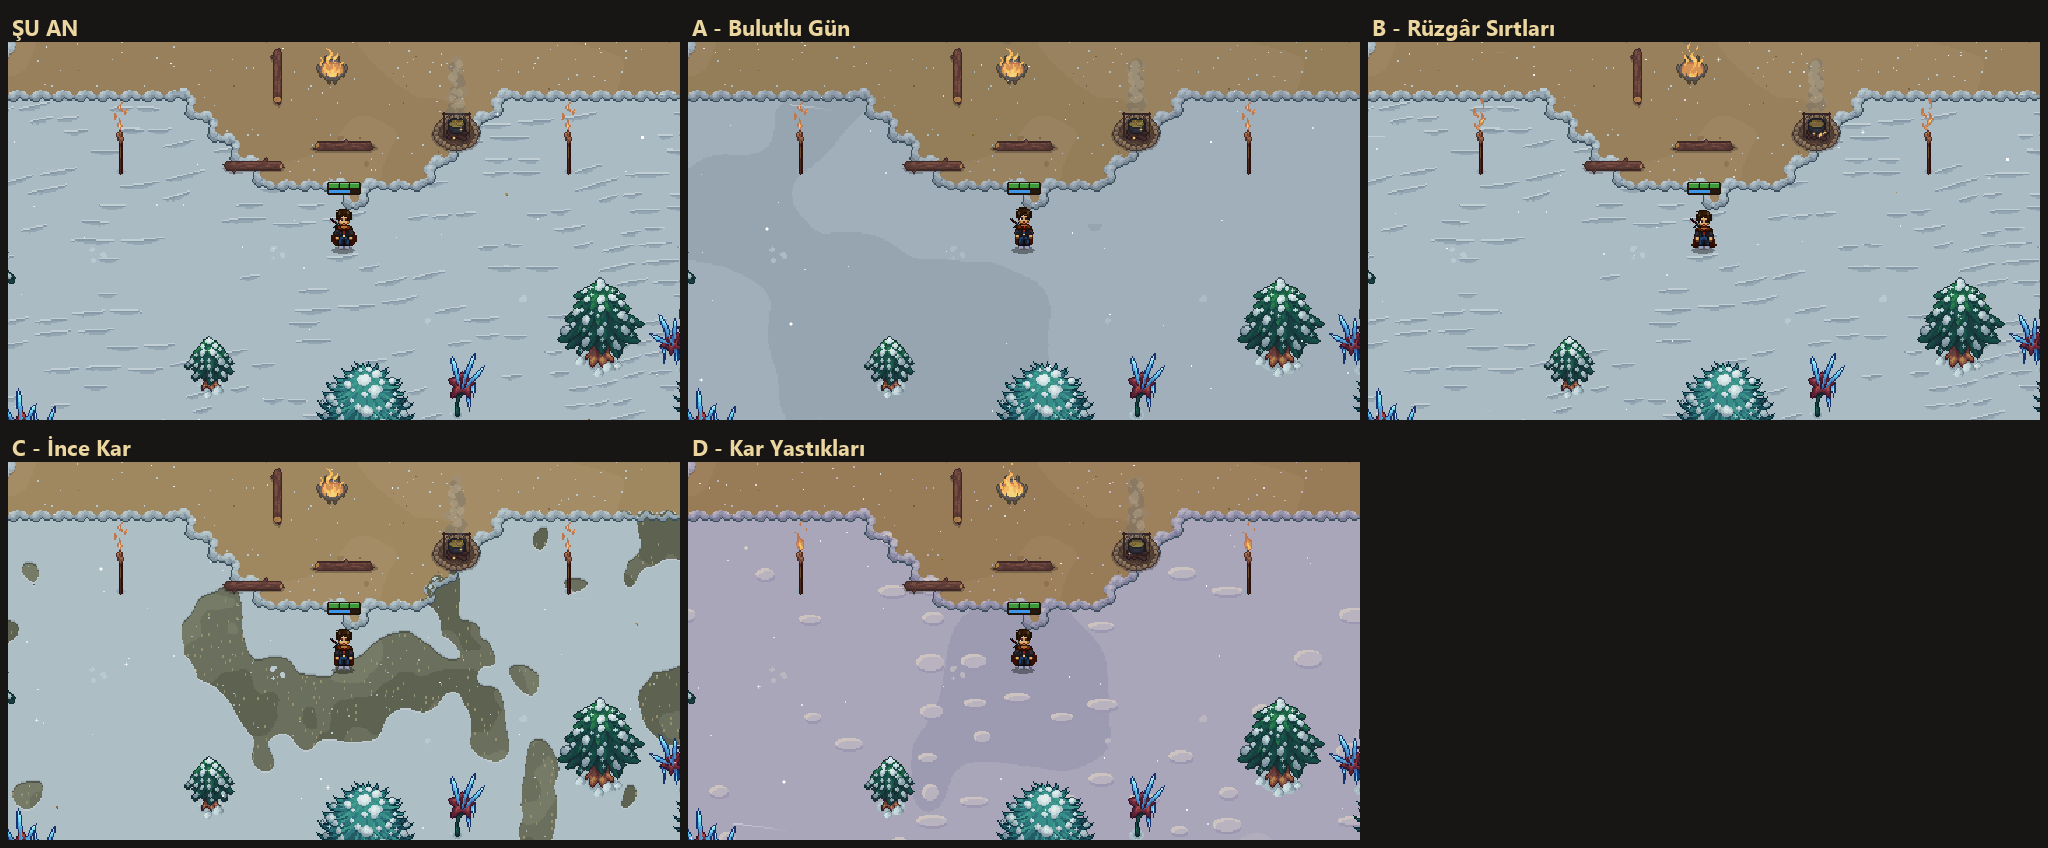 ŞU AN
A - Bulutlu Gün
B - Rüzgâr Sırtları
C - İnce Kar
D - Kar Yastıkları